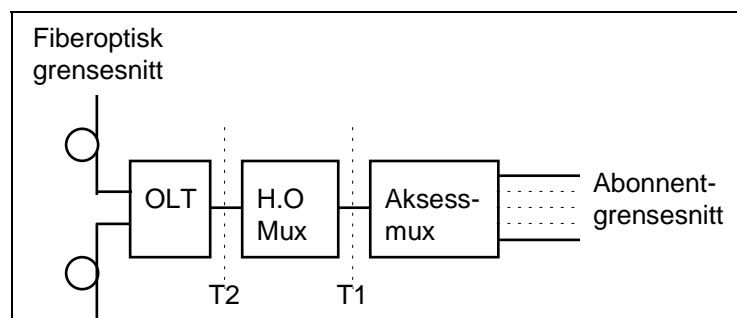 Fiberoptisk
grensesnitt
OLT
H.O
Mux
Aksess-
mux
Abonnent-
grensesnitt
T2
T1